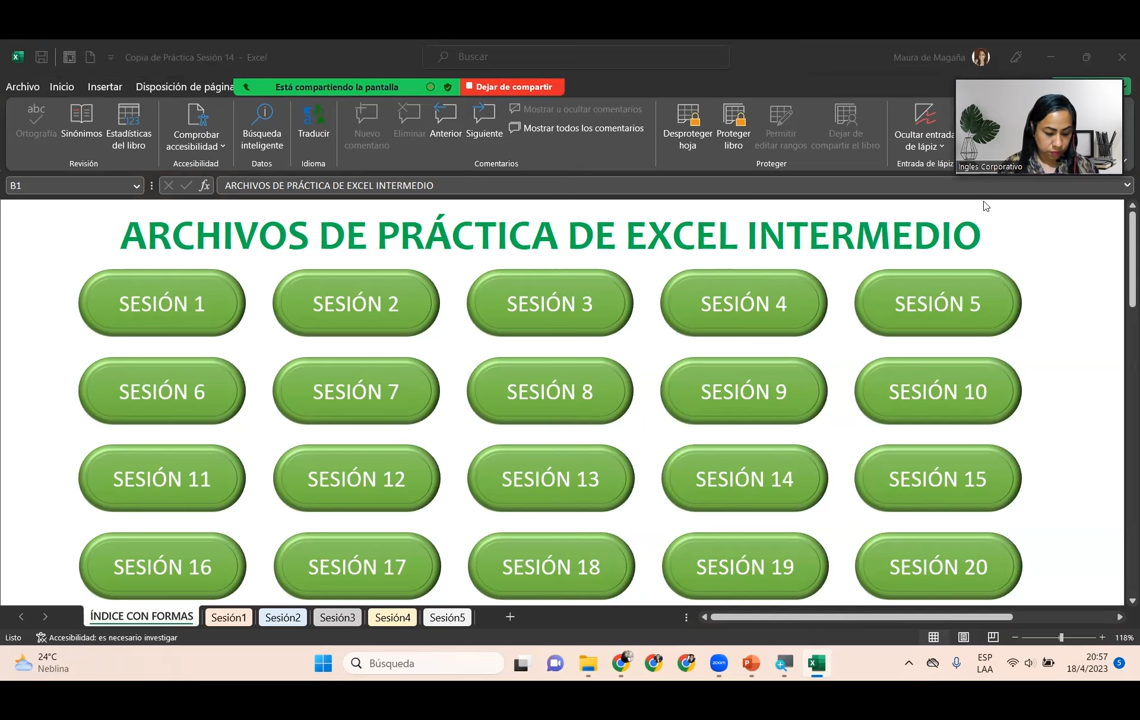 Copia de Práctica Sesión 14 - Excel
Buscar
Maura de Magaña
Archivo
Inicio
Insertar
Disposición de página
Está compartiendo la pantalla
Dejar de compartir
abc
Ortografía
Sinónimos
123
Estadísticas
del libro
Revisión
Comprobar
accesibilidad
Accesibilidad
Búsqueda
inteligente
Datos
Traducir
Idioma
Nuevo
comentario
Eliminar
Anterior
Siguiente
Mostrar u ocultar comentarios
Mostrar todos los comentarios
Comentarios
Desproteger
hoja
Proteger
libro
Permitir
editar rangos
Dejar de
compartir el libro
Proteger
Ocultar entrada
de lápiz
Entrada de lápiz
Ingles Corporativo
B1
fx
ARCHIVOS DE PRÁCTICA DE EXCEL INTERMEDIO
ARCHIVOS DE PRÁCTICA DE EXCEL INTERMEDIO
SESIÓN 1
SESIÓN 2
SESIÓN 3
SESIÓN 4
SESIÓN 5
SESIÓN 6
SESIÓN 7
SESIÓN 8
SESIÓN 9
SESIÓN 10
SESIÓN 11
SESIÓN 12
SESIÓN 13
SESIÓN 14
SESIÓN 15
SESIÓN 16
SESIÓN 17
SESIÓN 18
SESIÓN 19
SESIÓN 20
ÍNDICE CON FORMAS
Sesión1
Sesión2
Sesión3
Sesión4
Sesión5
Listo
Accesibilidad: es necesario investigar
118%
24°C
Neblina
Búsqueda
zoom
ESP
LAA
20:57
18/4/2023
5